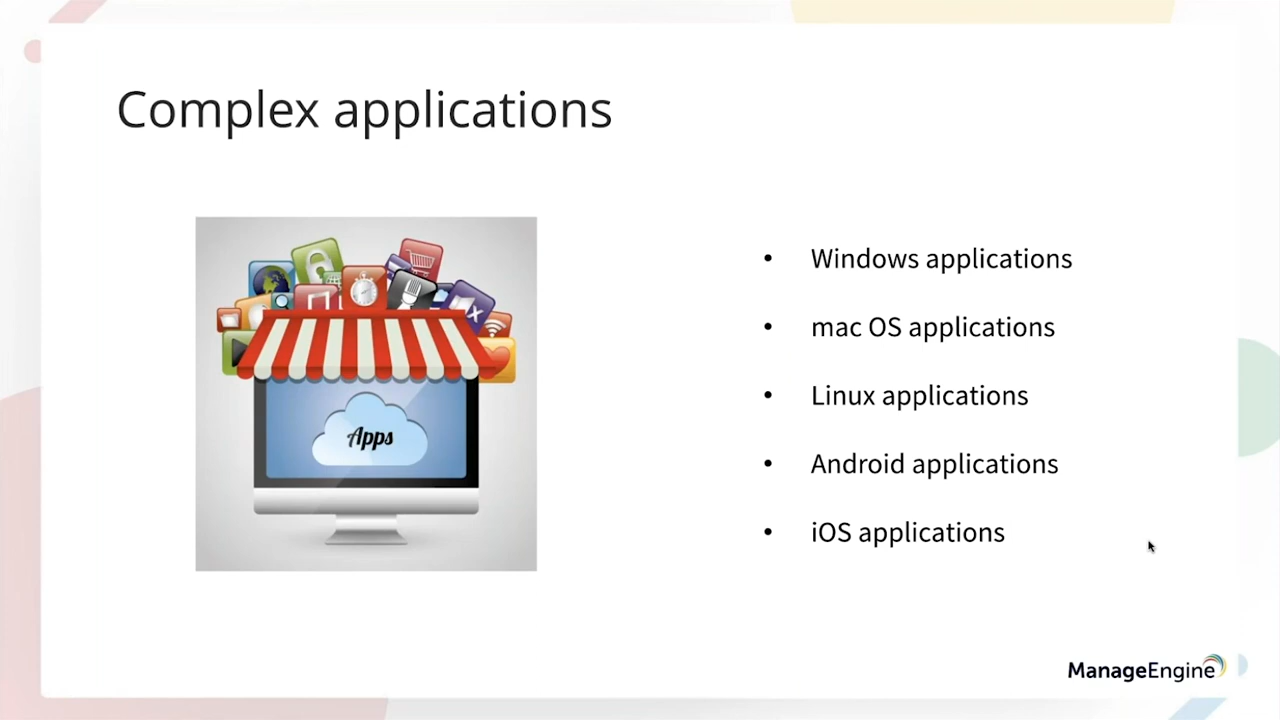 Complex applications
Apps
• Windows applications
• mac OS applications
• Linux applications
• Android applications
• iOS applications
ManageEngine